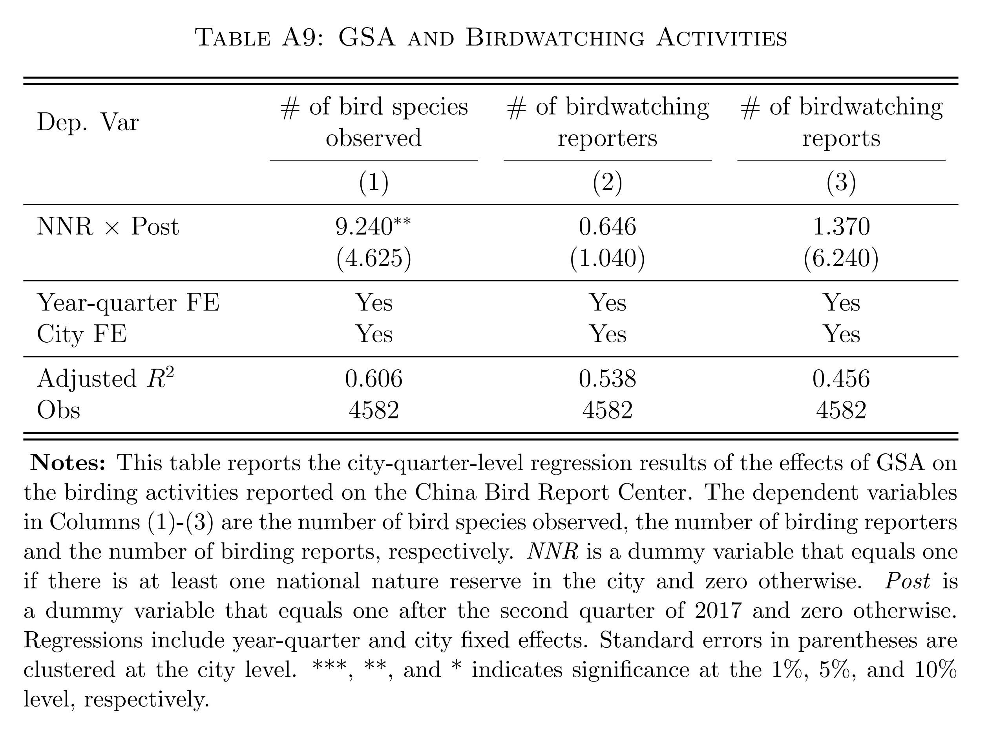 TABLE A9: GSA AND BIRDWATCHING ACTIVITIES
Dep. Var # of bird species observed # of birdwatching reporters # of birdwatching reports
(1) (2) (3)
NNR × Post 9.240** 0.646 1.370
(4.625) (1.040) (6.240)
Year-quarter FE Yes Yes Yes
City FE Yes Yes Yes
Adjusted R² 0.606 0.538 0.456
Obs 4582 4582 4582
Notes: This table reports the city-quarter-level regression results of the effects of GSA on
the birding activities reported on the China Bird Report Center. The dependent variables
in Columns (1)-(3) are the number of bird species observed, the number of birding reporters
and the number of birding reports, respectively. NNR is a dummy variable that equals one
if there is at least one national nature reserve in the city and zero otherwise. Post is
a dummy variable that equals one after the second quarter of 2017 and zero otherwise.
Regressions include year-quarter and city fixed effects. Standard errors in parentheses are
clustered at the city level. ***, **, and * indicates significance at the 1%, 5%, and 10%
level, respectively.